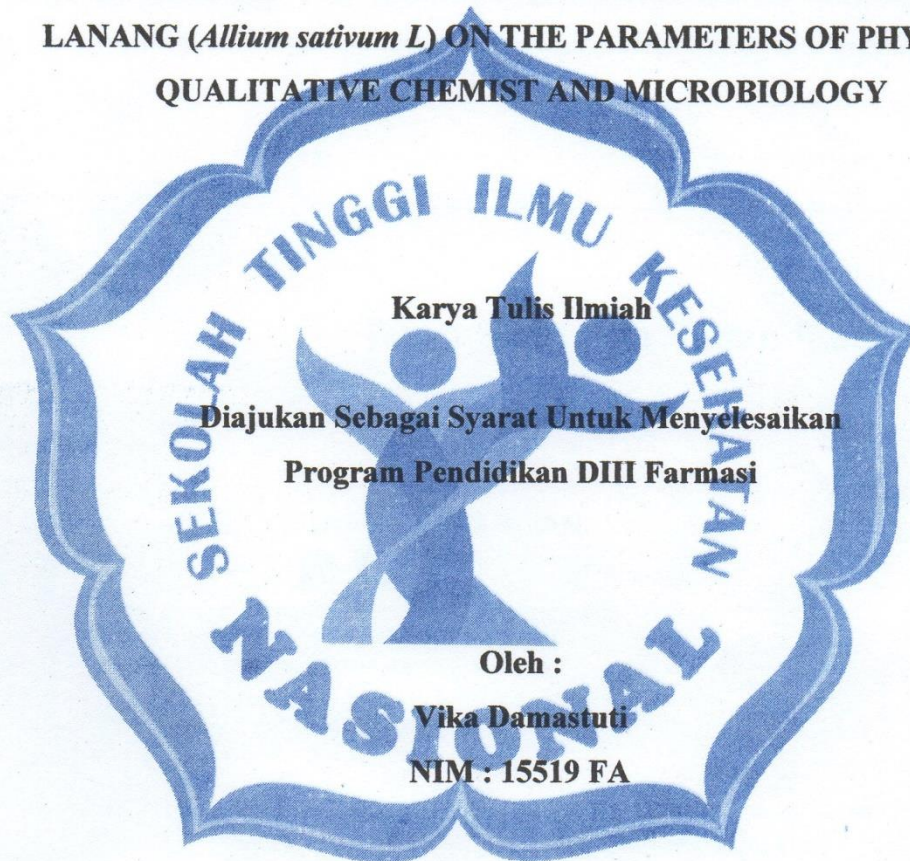 LANANG (Allium sativum L) ON THE PARAMETERS OF
QUALITATIVE CHEMIST AND MICROBIOLOGY
SEKOLAH TINGGI ILMU KESEHATAN
NASIONAL
Karya Tulis Ilmiah
Diajukan Sebagai Syarat Untuk Menyelesaikan
Program Pendidikan DIII Farmasi
Oleh :
Vika Damastuti
NIM : 15519 FA